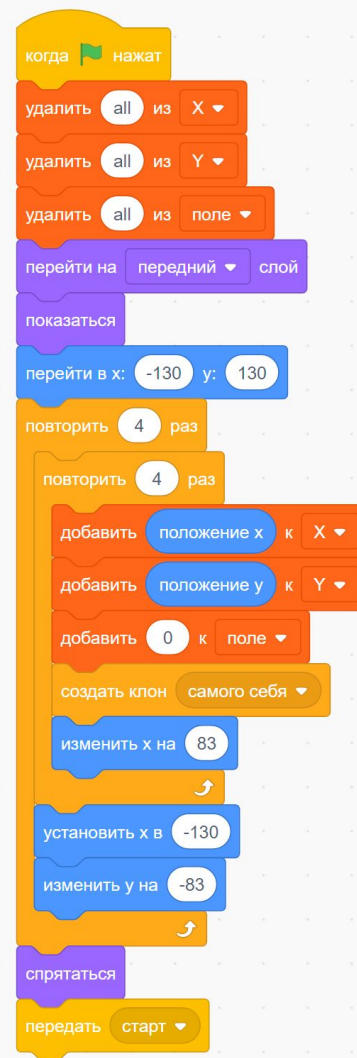 когда нажат
удалить all из X
удалить all из Y
удалить all из поле
перейти на передний слой
показаться
перейти в x: -130 y: 130
повторить 4 раз
повторить 4 раз
добавить положение x к X
добавить положение y к Y
добавить 0 к поле
создать клон самого себя
изменить x на 83
установить x в -130
изменить y на -83
спрятаться
передать старт